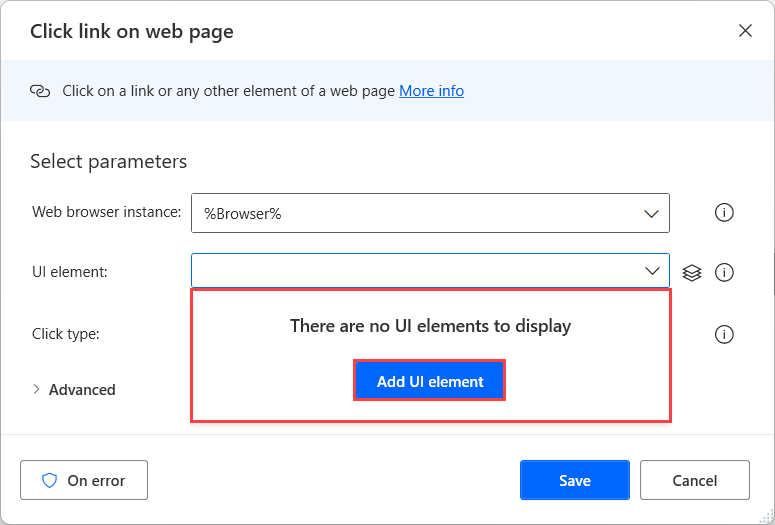 Click link on web page
Click on a link or any other element of a web page More info
Select parameters
Web browser instance: %Browser%
UI element:
There are no UI elements to display
Click type:
Add UI element
Advanced
On error Save Cancel